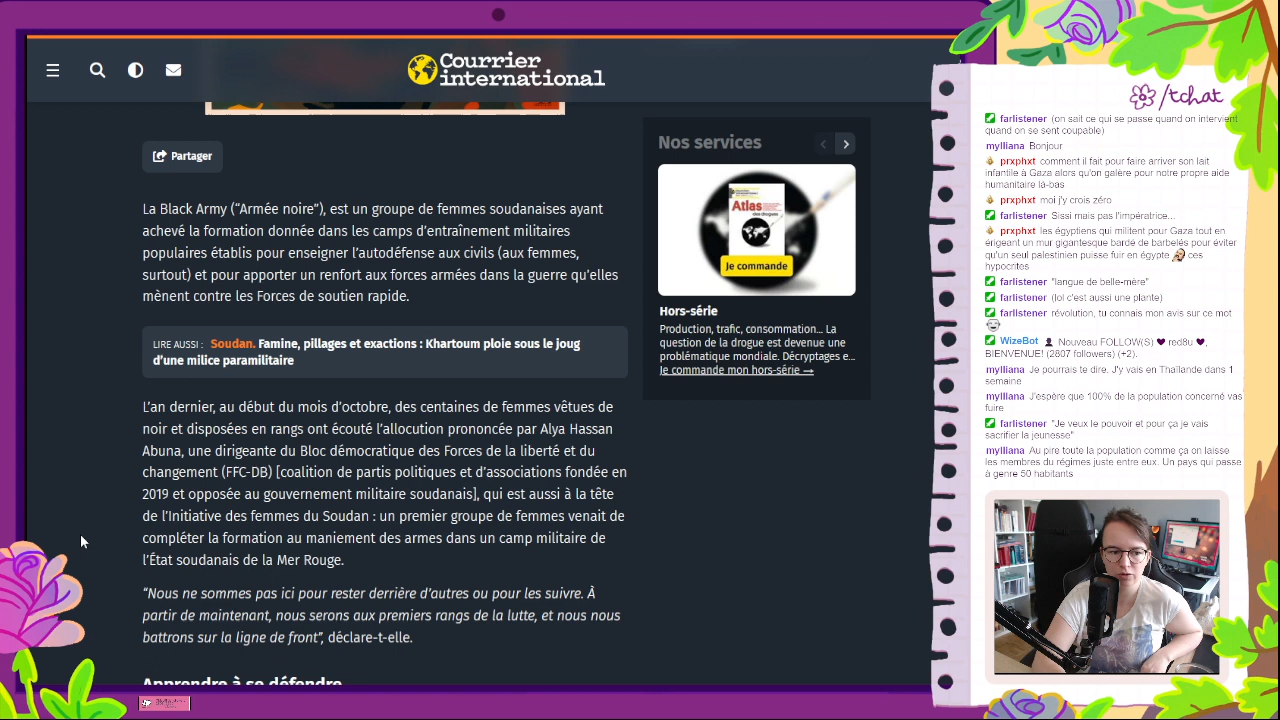 Courrier
international
Partager
La Black Army (“Armée noire”), est un groupe de femmes soudanaises ayant
achevé la formation donnée dans les camps d’entraînement militaires
populaires établis pour enseigner l’autodéfense aux civils (aux femmes,
surtout) et pour apporter un renfort aux forces armées dans la guerre qu’elles
mènent contre les Forces de soutien rapide.
LIRE AUSSI : Soudan. Famine, pillages et exactions : Khartoum ploie sous le joug
d’une milice paramilitaire
L’an dernier, au début du mois d’octobre, des centaines de femmes vêtues de
noir et disposées en rangs ont écouté l’allocution prononcée par Alya Hassan
Abuna, une dirigeante du Bloc démocratique des Forces de la liberté et du
changement (FFC-DB) [coalition de partis politiques et d’associations fondée en
2019 et opposée au gouvernement militaire soudanais], qui est aussi à la tête
de l’Initiative des femmes du Soudan : un premier groupe de femmes venait de
compléter la formation au maniement des armes dans un camp militaire de
l’État soudanais de la Mer Rouge.
“Nous ne sommes pas ici pour rester derrière d’autres ou pour les suivre. À
partir de maintenant, nous serons aux premiers rangs de la lutte, et nous nous
battrons sur la ligne de front”, déclare-t-elle.
Apprendre à se défendre
Nos services
Atlas
des drogues
Je commande
Hors-série
Production, trafic, consommation... La
question de la drogue est devenue une
problématique mondiale. Décryptages e...
Je commande mon hors-série →
/tchat
farlistener (on sait ce qui se passe quand on intervient
quand on se sent coupable)
mylliana Bonjour
prxphxt comment il fait pour faire arriver son lait
infantile à Gaza alors qu'on galère pour notre propre aide
humanitaire là-bas
prxphxt moi j'y crois zéro
farlistener Sissi mais pas l'impératrice...
prxphxt les égyptiens qui militent pour Gaza tout en
érigeant un mur gigantesque bardé de barbelés pour éviter
qu'un seul palestinien puisse fuir en égypte ces
hypocrites
farlistener "langue de belle-mère"
farlistener (lol c'est aussi une plante)
farlistener révolution, tu connais mon avis sur ce mot
WizeBot Nouveau FOLLOW(S) red8u ,
BIENVENUE! (2807 followers) (+2).
mylliana Je pourrais te dire. J'y vais en Thaïlande dans 1
semaine
mylliana J'espère que 100% de la population concerné vas
fuire
farlistener "Je veux le pouvoir et pour ça je vais
sacrifier la jeunesse"
mylliana Au pire toute la population comme ça on laisse
les membres du régimes juste entre eux. Un pays qui passe
à genre 50 habitants